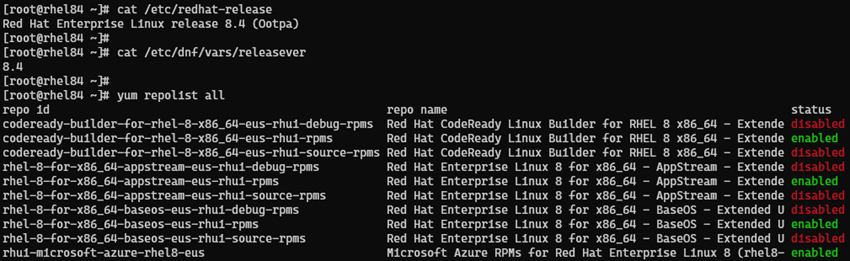 [root@rhel84 ~]# cat /etc/redhat-release
Red Hat Enterprise Linux release 8.4 (Ootpa)
[root@rhel84 ~]#
[root@rhel84 ~]# cat /etc/dnf/vars/releasever
8.4
[root@rhel84 ~]#
[root@rhel84 ~]# yum repolist all
repo id repo name status
codeready-builder-for-rhel-8-x86_64-eus-rhui-debug-rpms Red Hat CodeReady Linux Builder for RHEL 8 x86_64 - Extende disabled
codeready-builder-for-rhel-8-x86_64-eus-rhui-rpms Red Hat CodeReady Linux Builder for RHEL 8 x86_64 - Extende enabled
codeready-builder-for-rhel-8-x86_64-eus-rhui-source-rpms Red Hat CodeReady Linux Builder for RHEL 8 x86_64 - Extende disabled
rhel-8-for-x86_64-appstream-eus-rhui-debug-rpms Red Hat Enterprise Linux 8 for x86_64 - AppStream - Extende disabled
rhel-8-for-x86_64-appstream-eus-rhui-rpms Red Hat Enterprise Linux 8 for x86_64 - AppStream - Extende enabled
rhel-8-for-x86_64-appstream-eus-rhui-source-rpms Red Hat Enterprise Linux 8 for x86_64 - AppStream - Extende disabled
rhel-8-for-x86_64-baseos-eus-rhui-debug-rpms Red Hat Enterprise Linux 8 for x86_64 - BaseOS - Extended U disabled
rhel-8-for-x86_64-baseos-eus-rhui-rpms Red Hat Enterprise Linux 8 for x86_64 - BaseOS - Extended U enabled
rhel-8-for-x86_64-baseos-eus-rhui-source-rpms Red Hat Enterprise Linux 8 for x86_64 - BaseOS - Extended U disabled
rhui-microsoft-azure-rhel8-eus Microsoft Azure RPMs for Red Hat Enterprise Linux 8 (rhel8- enabled